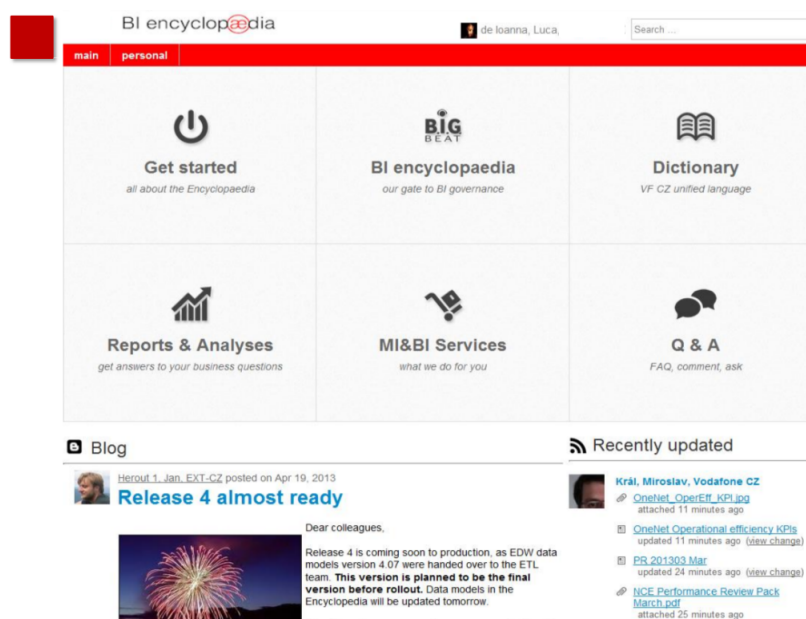 BI encyclopædia
de Ioanna, Luca,
Search ...
main personal
Get started
all about the Encyclopaedia
B.I.G
BEAT
BI encyclopaedia
our gate to BI governance
Dictionary
VF CZ unified language
Reports & Analyses
get answers to your business questions
MI&BI Services
what we do for you
Q & A
FAQ, comment, ask
Blog
Herout 1, Jan, EXT-CZ posted on Apr 19, 2013
Release 4 almost ready
Dear colleagues,
Release 4 is coming soon to production, as EDW data
models version 4.07 were handed over to the ETL
team. This version is planned to be the final
version before rollout. Data models in the
Encyclopedia will be updated tomorrow.
Recently updated
Král, Miroslav, Vodafone CZ
OneNet_OperEff_KPI.jpg
attached 11 minutes ago
OneNet Operational efficiency KPIs
updated 11 minutes ago (view change)
PR 201303 Mar
updated 24 minutes ago (view change)
NCE Performance Review Pack
March.pdf
attached 25 minutes ago